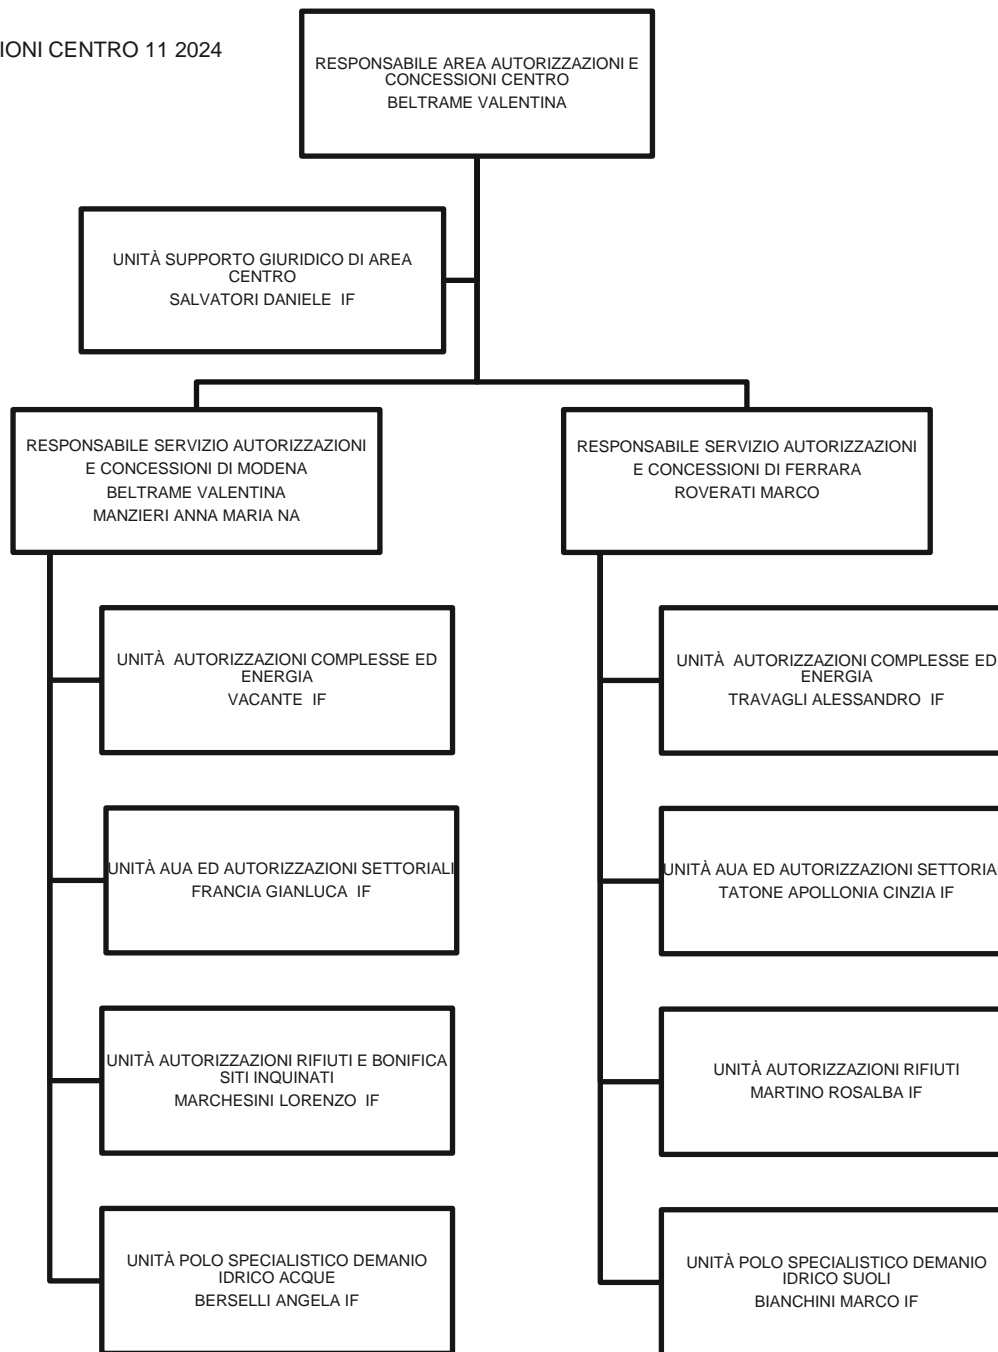 IONI CENTRO 11 2024
RESPONSABILE AREA AUTORIZZAZIONI E
CONCESSIONI CENTRO
BELTRAME VALENTINA
UNITÀ SUPPORTO GIURIDICO DI AREA
CENTRO
SALVATORI DANIELE IF
RESPONSABILE SERVIZIO AUTORIZZAZIONI
E CONCESSIONI DI MODENA
BELTRAME VALENTINA
MANZIERI ANNA MARIA NA
RESPONSABILE SERVIZIO AUTORIZZAZIONI
E CONCESSIONI DI FERRARA
ROVERATI MARCO
UNITÀ AUTORIZZAZIONI COMPLESSE ED
ENERGIA
VACANTE IF
UNITÀ AUTORIZZAZIONI COMPLESSE ED
ENERGIA
TRAVAGLI ALESSANDRO IF
UNITÀ AUA ED AUTORIZZAZIONI SETTORIALI
FRANCIA GIANLUCA IF
UNITÀ AUA ED AUTORIZZAZIONI SETTORIAL
TATONE APOLLONIA CINZIA IF
UNITÀ AUTORIZZAZIONI RIFIUTI E BONIFICA
SITI INQUINATI
MARCHESINI LORENZO IF
UNITÀ AUTORIZZAZIONI RIFIUTI
MARTINO ROSALBA IF
UNITÀ POLO SPECIALISTICO DEMANIO
IDRICO ACQUE
BERSELLI ANGELA IF
UNITÀ POLO SPECIALISTICO DEMANIO
IDRICO SUOLI
BIANCHINI MARCO IF